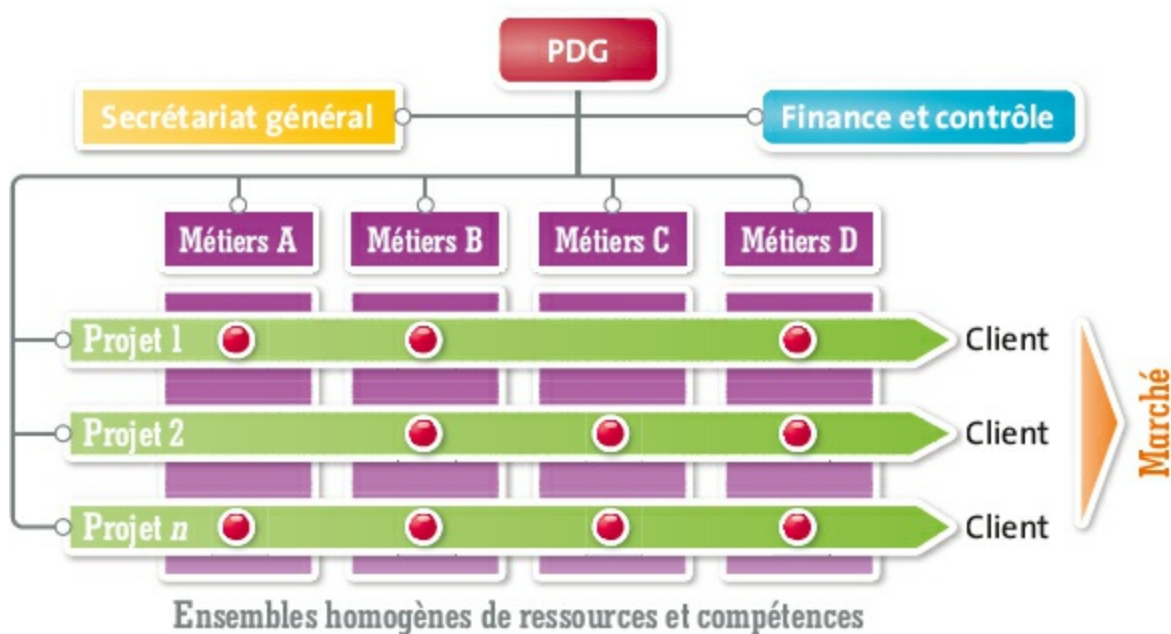 PDG
Secrétariat général
Finance et contrôle
Métiers A
Métiers B
Métiers C
Métiers D
Projet 1
Client
Projet 2
Client
Projet n
Client
Marché
Ensembles homogènes de ressources et compétences